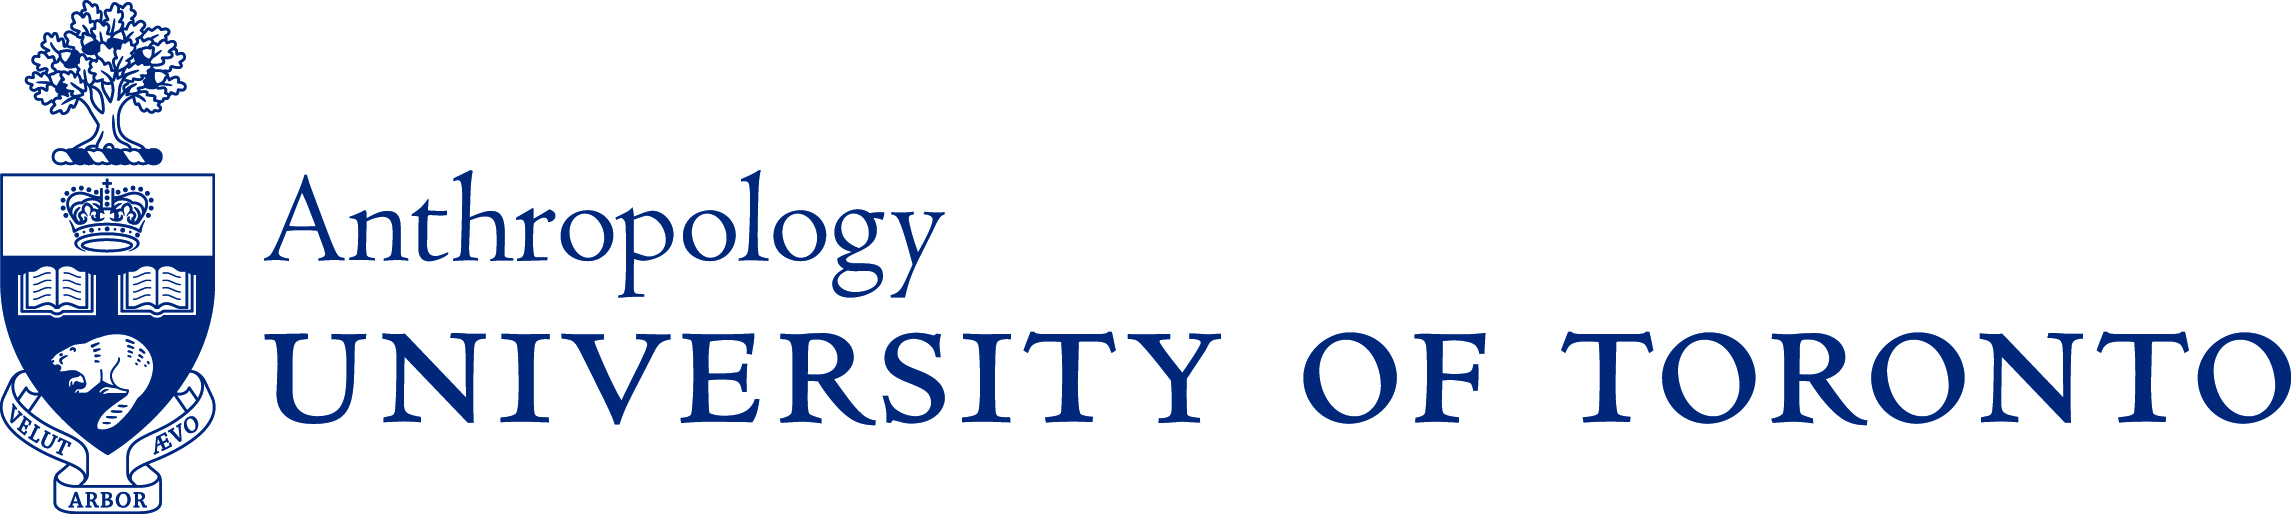 Anthropology
UNIVERSITY OF TORONTO
VELUT ARBOR ÆVO